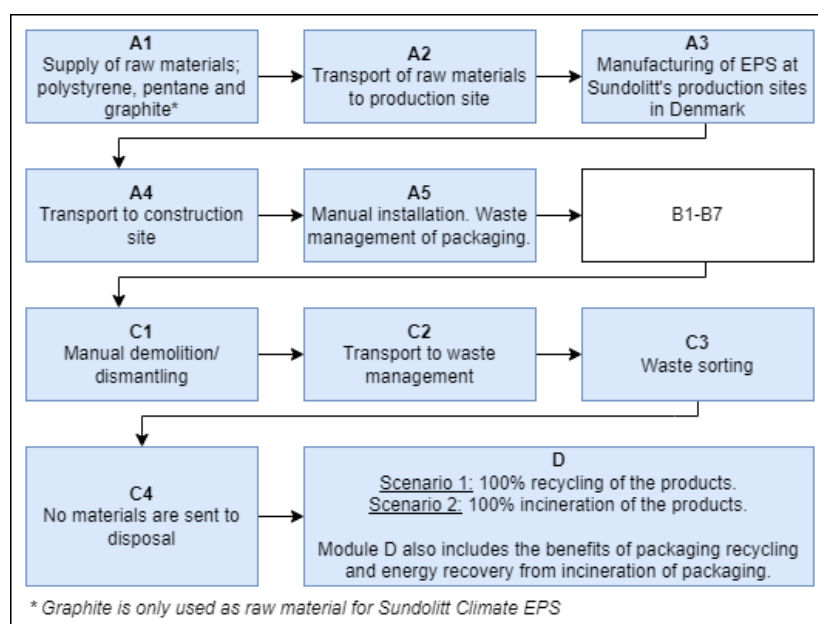 A1
Supply of raw materials;
polystyrene, pentane and
graphite*
A2
Transport of raw materials
to production site
A3
Manufacturing of EPS at
Sundolitt's production sites
in Denmark
A4
Transport to construction
site
A5
Manual installation. Waste
management of packaging.
B1-B7
C1
Manual demolition/
dismantling
C2
Transport to waste
management
C3
Waste sorting
C4
No materials are sent to
disposal
D
Scenario 1: 100% recycling of the products.
Scenario 2: 100% incineration of the products.
Module D also includes the benefits of packaging recycling
and energy recovery from incineration of packaging.
* Graphite is only used as raw material for Sundolitt Climate EPS